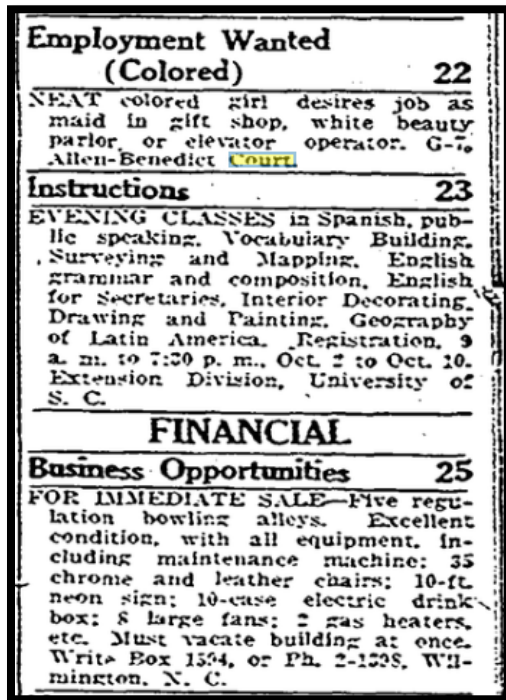 Employment Wanted
(Colored) 22
NEAT colored girl desires job as
maid in gift shop, white beauty
parlor, or elevator operator. G-7,
Allen-Benedict Court.
Instructions 23
EVENING CLASSES in Spanish, pub-
lic speaking, Vocabulary Building,
Surveying and Mapping, English
grammar and composition, English
for Secretaries, Interior Decorating,
Drawing and Painting, Geography
of Latin America. Registration, 9
a. m. to 7:30 p. m., Oct. 2 to Oct. 10.
Extension Division, University of
S. C.
FINANCIAL
Business Opportunities 25
FOR IMMEDIATE SALE—Five regu-
lation bowling alleys. Excellent
condition, with all equipment, in-
cluding maintenance machine; 35
chrome and leather chairs; 10-ft.
neon sign; 10-case electric drink
box; 8 large fans; 2 gas heaters,
etc. Must vacate building at once.
Write Box or Ph. Wil-
mington, N. C.